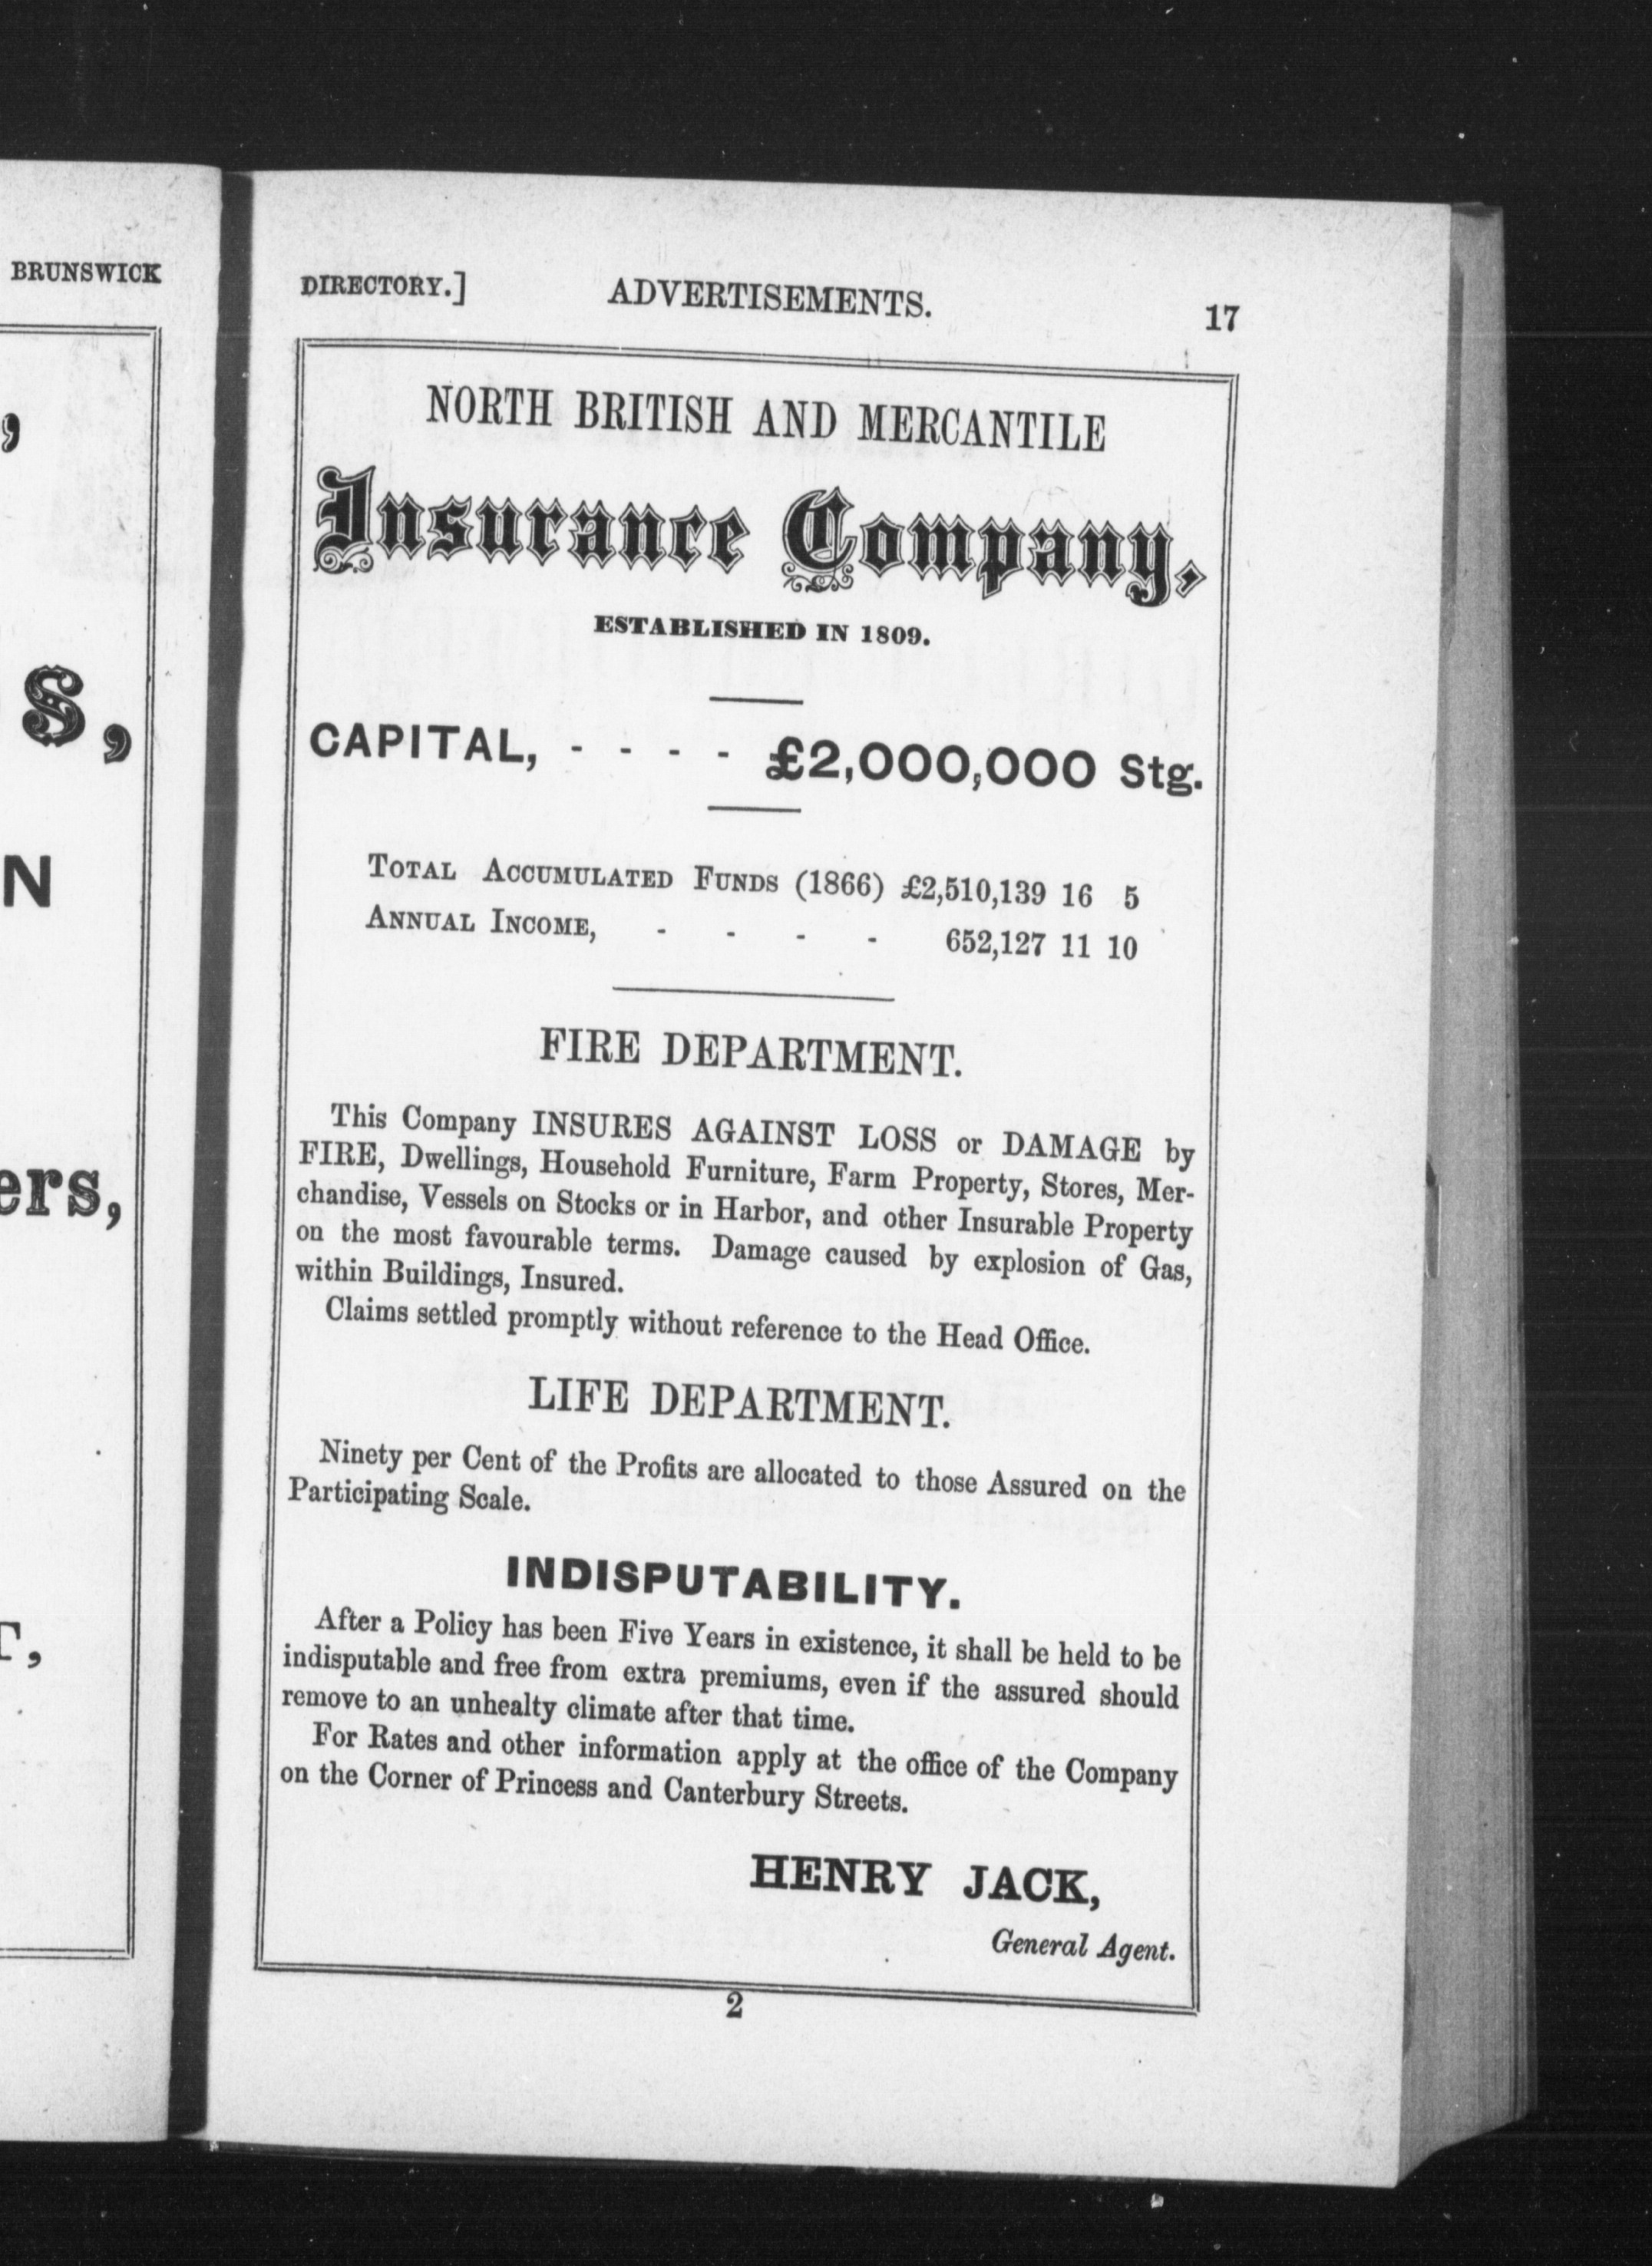 BRUNSWICK
,
S,
N
ers,
T,
DIRECTORY.] ADVERTISEMENTS. 17
NORTH BRITISH AND MERCANTILE
Insurance Company,
ESTABLISHED IN 1809.
CAPITAL, - - - - £2,000,000 Stg.
TOTAL ACCUMULATED FUNDS (1866) £2,510,139 16 5
ANNUAL INCOME, - - - - 652,127 11 10
FIRE DEPARTMENT.
This Company INSURES AGAINST LOSS or DAMAGE by
FIRE, Dwellings, Household Furniture, Farm Property, Stores, Mer-
chandise, Vessels on Stocks or in Harbor, and other Insurable Property
on the most favourable terms. Damage caused by explosion of Gas,
within Buildings, Insured.
Claims settled promptly without reference to the Head Office.
LIFE DEPARTMENT.
Ninety per Cent of the Profits are allocated to those Assured on the
Participating Scale.
INDISPUTABILITY.
After a Policy has been Five Years in existence, it shall be held to be
indisputable and free from extra premiums, even if the assured should
remove to an unhealty climate after that time.
For Rates and other information apply at the office of the Company
on the Corner of Princess and Canterbury Streets.
HENRY JACK,
General Agent.
2